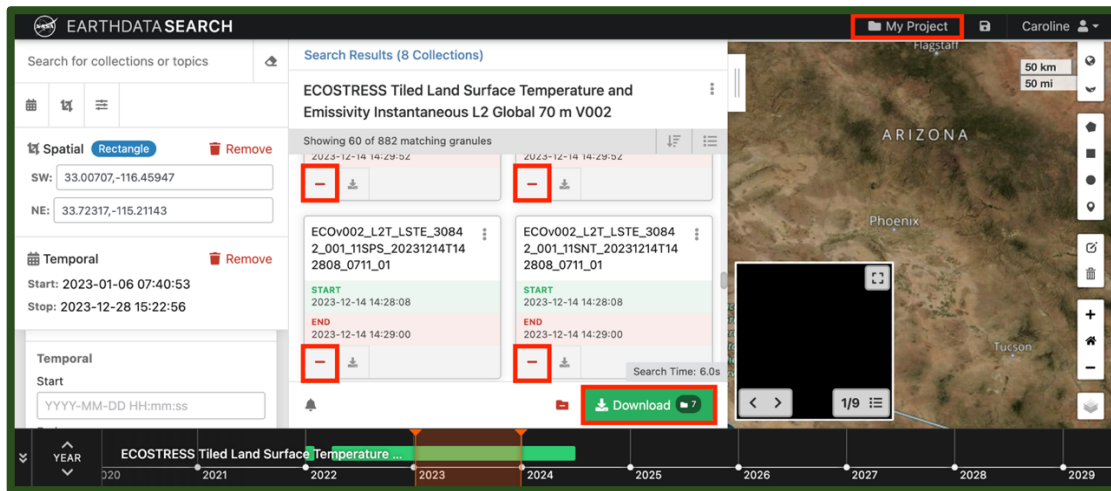 EARTHDATA SEARCH
My Project
Caroline
Search for collections or topics
Spatial Rectangle Remove
SW: 33.00707,-116.45947
NE: 33.72317,-115.21143
Temporal Remove
Start: 2023-01-06 07:40:53
Stop: 2023-12-28 15:22:56
Temporal
Start
YYYY-MM-DD HH:mm:ss
Search Results (8 Collections)
ECOSTRESS Tiled Land Surface Temperature and
Emissivity Instantaneous L2 Global 70 m V002
Showing 60 of 882 matching granules
2023-12-14 14:29:52
2023-12-14 14:29:52
ECOv002_L2T_LSTE_3084
2_001_11SPS_20231214T14
2808_0711_01
START
2023-12-14 14:28:08
END
2023-12-14 14:29:00
ECOv002_L2T_LSTE_3084
2_001_11SNT_20231214T14
2808_0711_01
START
2023-12-14 14:28:08
END
2023-12-14 14:29:00
Search Time: 6.0s
Download 7
Flagstaff
50 km
50 mi
ARIZONA
Phoenix
Tucson
1/9
YEAR
ECOSTRESS Tiled Land Surface Temperature ...
020 2021 2022 2023 2024 2025 2026 2027 2028 2029